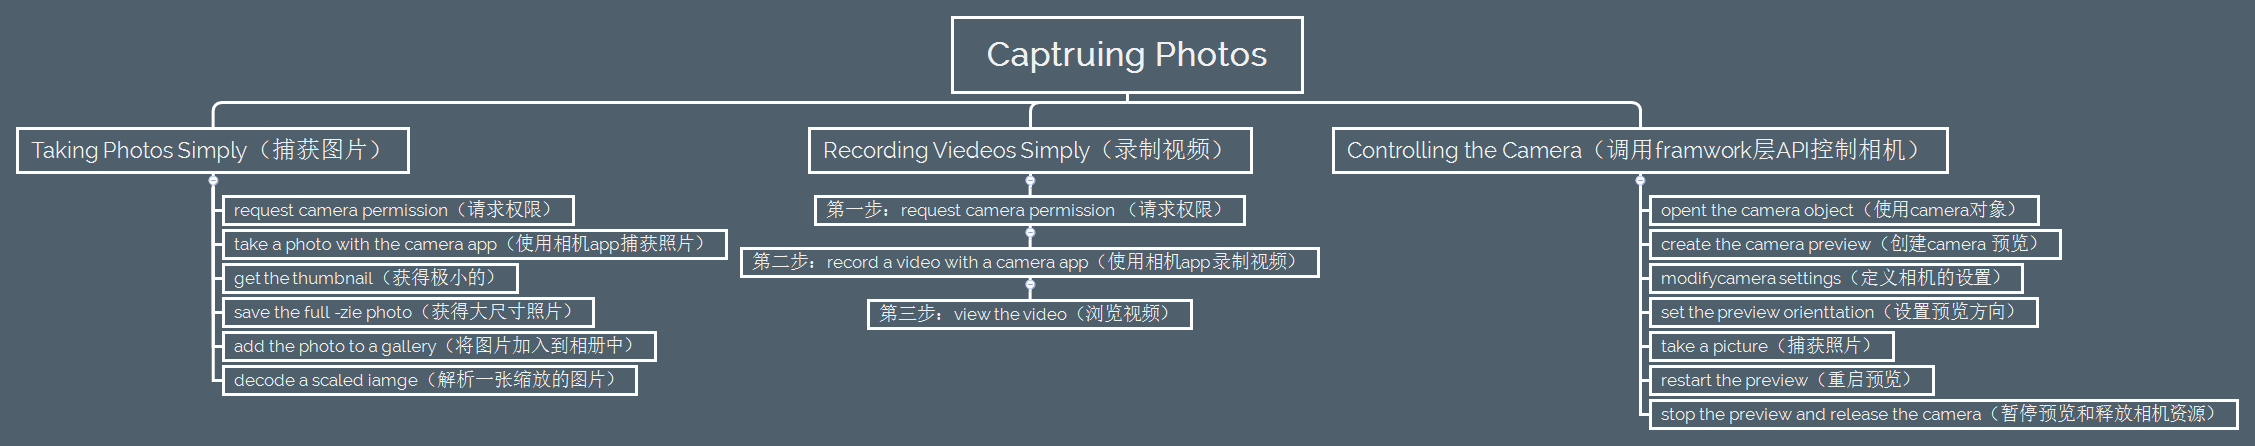 Captruing Photos
Taking Photos Simply（捕获图片）
request camera permission（请求权限）
take a photo with the camera app（使用相机app捕获照片）
get the thumbnail（获得极小的）
save the full -zie photo（获得大尺寸照片）
add the photo to a gallery（将图片加入到相册中）
decode a scaled iamge（解析一张缩放的图片）
Recording Viedeos Simply（录制视频）
第一步：request camera permission （请求权限）
第二步：record a video with a camera app（使用相机app录制视频）
第三步：view the video（浏览视频）
Controlling the Camera（调用framwork层API控制相机）
opent the camera object（使用camera对象）
create the camera preview（创建camera 预览）
modifycamera settings（定义相机的设置）
set the preview orienttation（设置预览方向）
take a picture（捕获照片）
restart the preview（重启预览）
stop the preview and release the camera（暂停预览和释放相机资源）